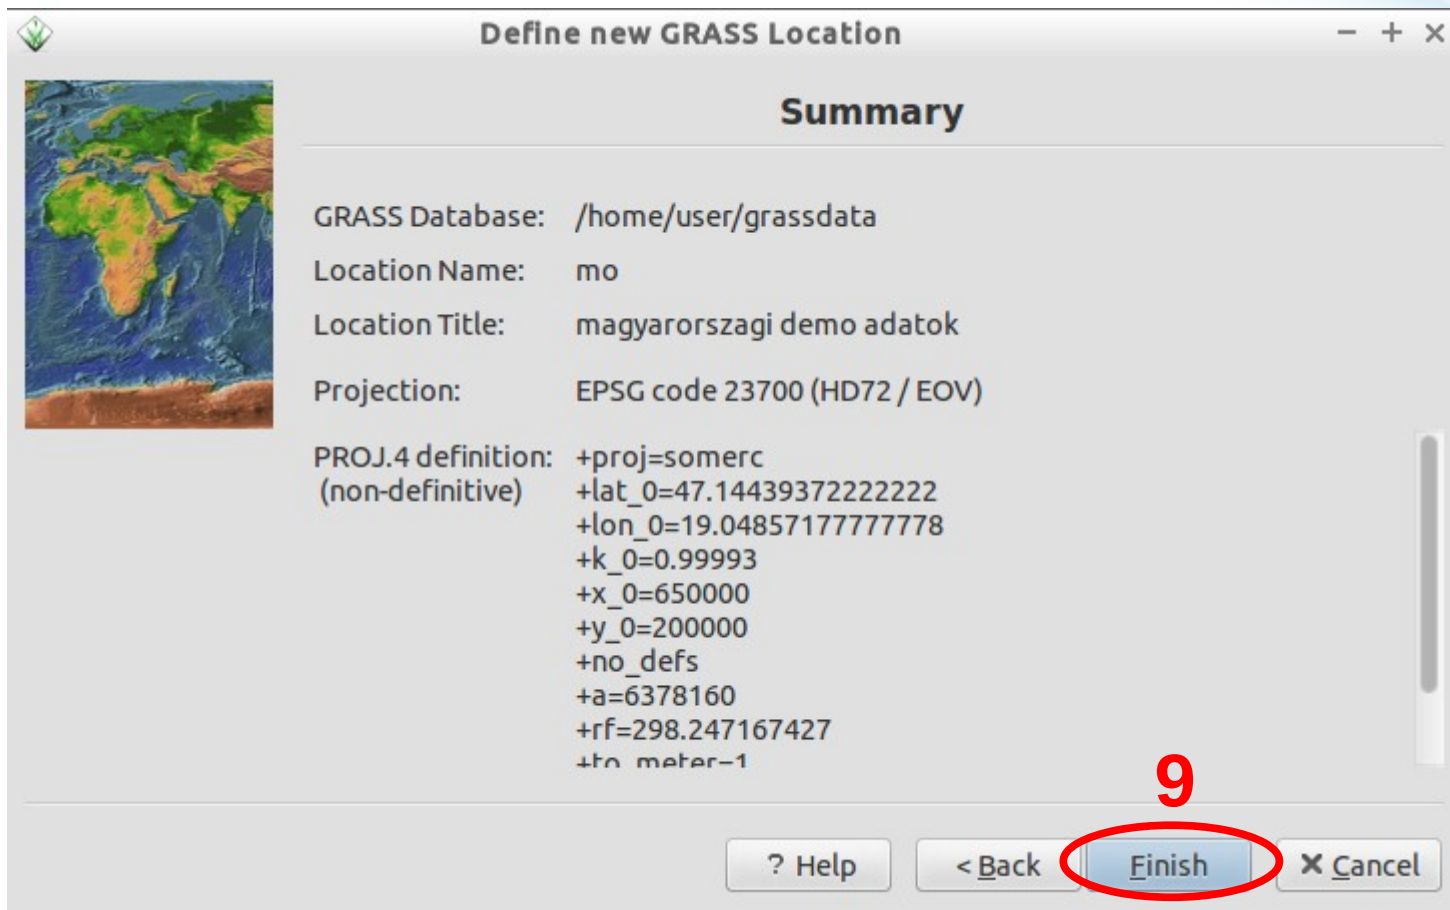 Define new GRASS Location
Summary
GRASS Database: /home/user/grassdata
Location Name: mo
Location Title: magyarorszagi demo adatok
Projection: EPSG code 23700 (HD72 / EOV)
PROJ.4 definition: +proj=somerc
(non-definitive) +lat_0=47.14439372222222
+lon_0=19.04857177777778
+k_0=0.99993
+x_0=650000
+y_0=200000
+no_defs
+a=6378160
+rf=298.247167427
+to_meter=1
9
? Help < Back Finish Cancel